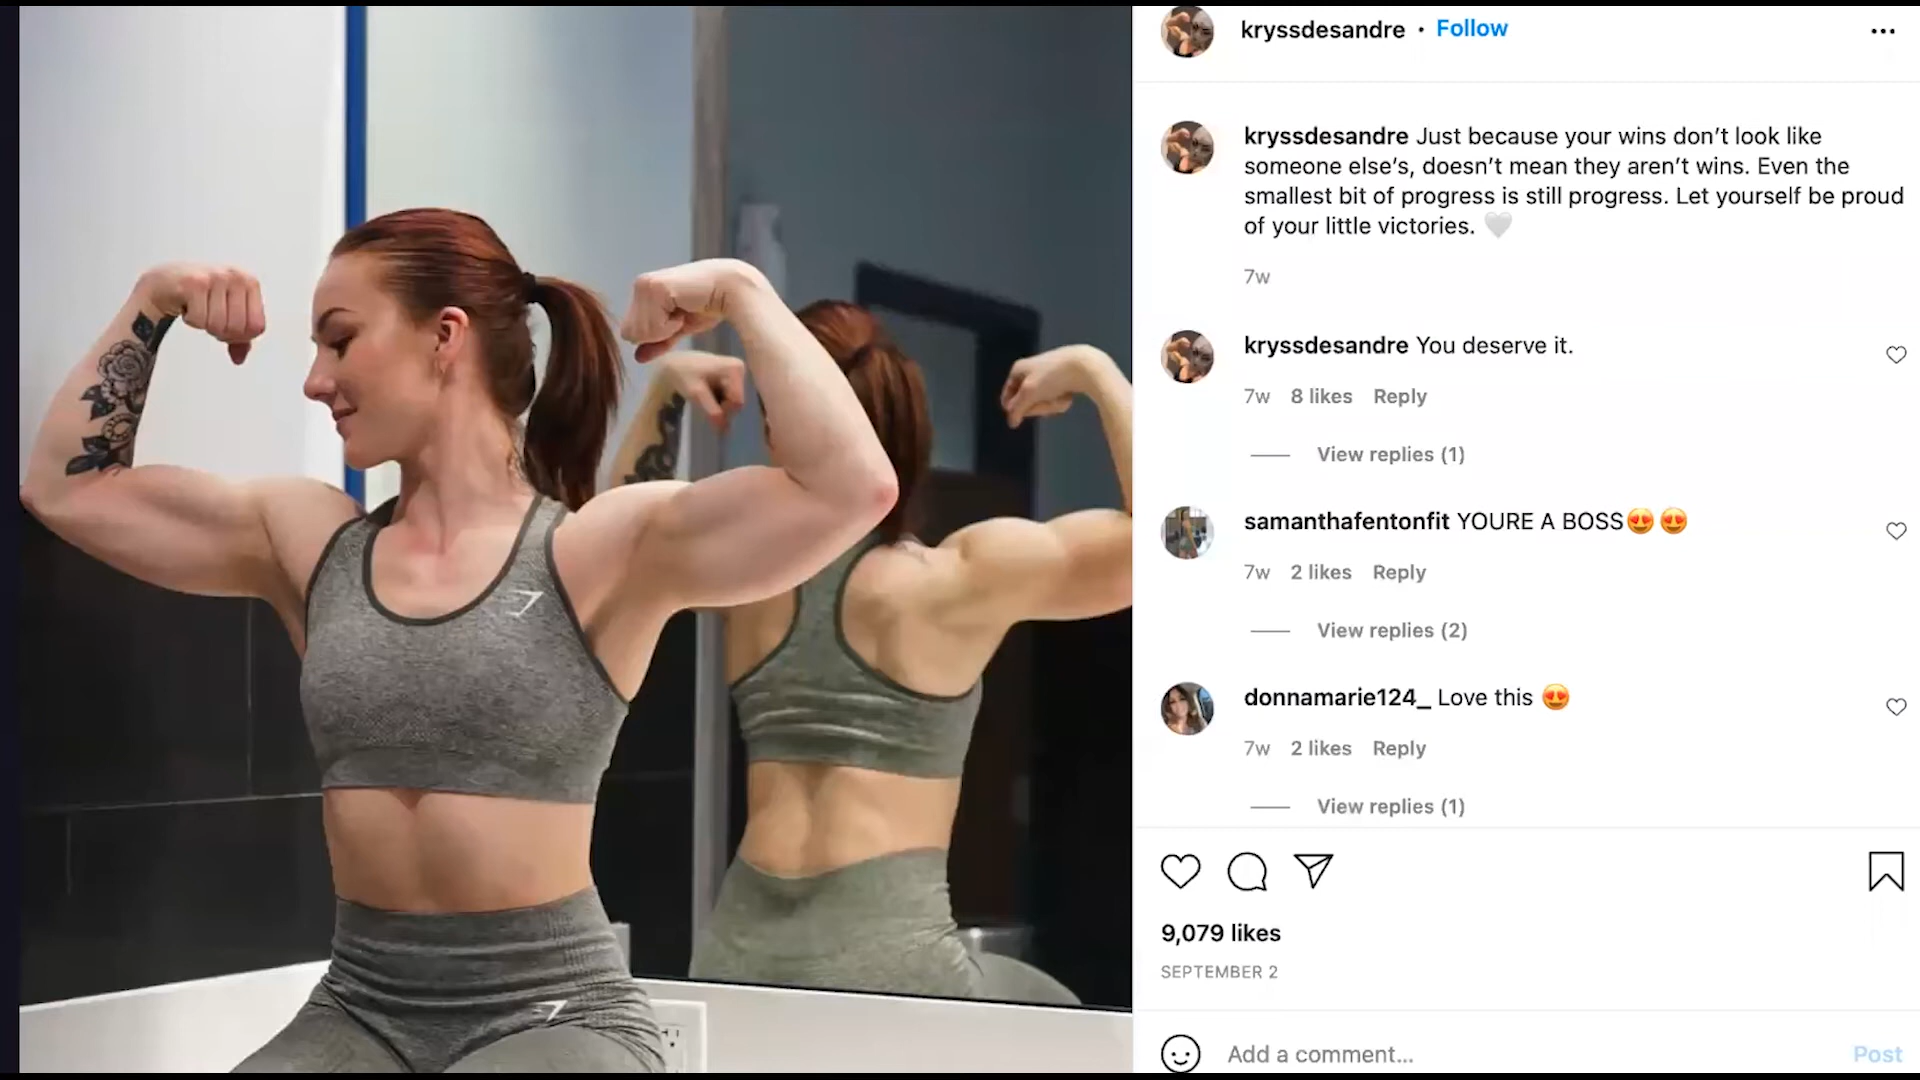 kryssdesandre • Follow
kryssdesandre Just because your wins don’t look like
someone else’s, doesn’t mean they aren’t wins. Even the
smallest bit of progress is still progress. Let yourself be proud
of your little victories. 🤍
7w
kryssdesandre You deserve it.
7w 8 likes Reply
View replies (1)
samanthafentonfit YOURE A BOSS😍😍
7w 2 likes Reply
View replies (2)
donnamarie124_ Love this 😍
7w 2 likes Reply
View replies (1)
9,079 likes
SEPTEMBER 2
Add a comment... Post